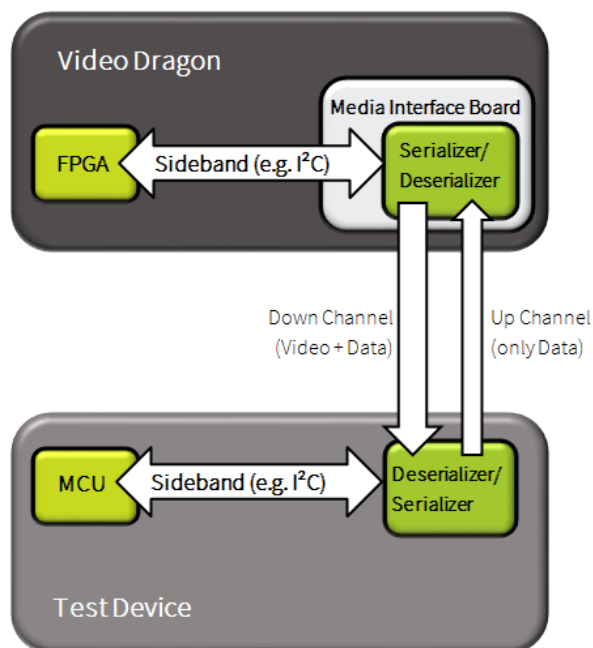 Video Dragon
Media Interface Board
FPGA
Sideband (e.g. I²C)
Serializer/
Deserializer
Down Channel
(Video + Data)
Up Channel
(only Data)
MCU
Sideband (e.g. I²C)
Deserializer/
Serializer
Test Device